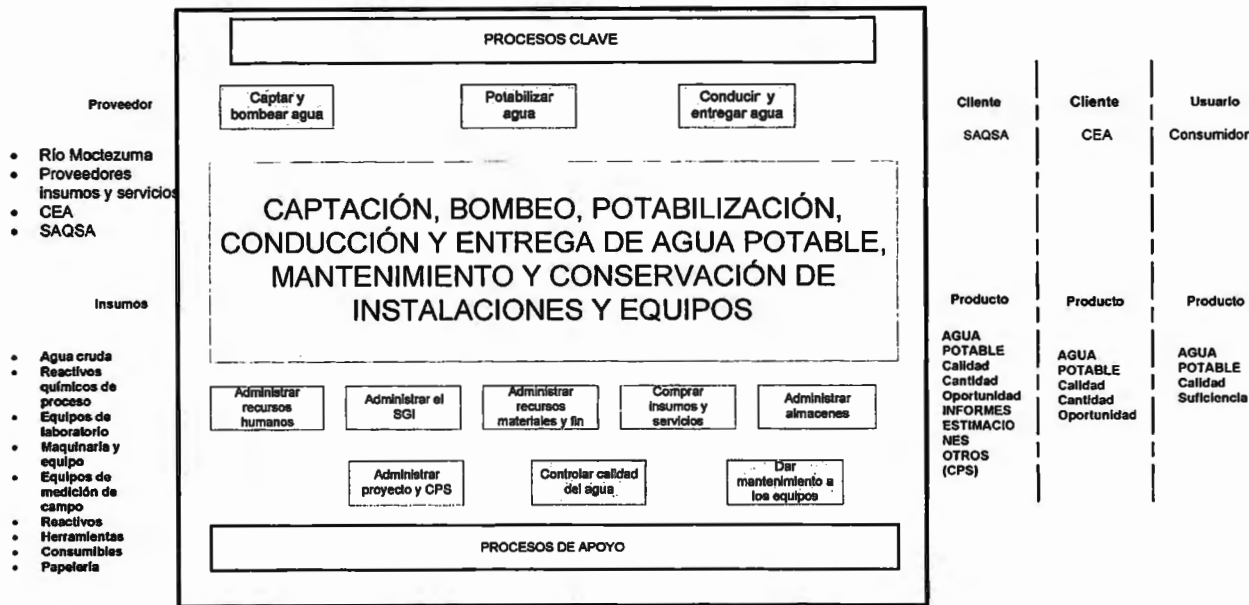 PROCESOS CLAVE
Proveedor
• Río Moctezuma
• Proveedores
insumos y servicios
• CEA
• SAQSA
Insumos
• Agua cruda
• Reactivos
químicos de
proceso
• Equipos de
laboratorio
• Maquinaria y
equipo
• Equipos de
medición de
campo
• Reactivos
• Herramientas
• Consumibles
• Papelería
Captar y
bombear agua
Potabilizar
agua
Conducir y
entregar agua
CAPTACIÓN, BOMBEO, POTABILIZACIÓN,
CONDUCCIÓN Y ENTREGA DE AGUA POTABLE,
MANTENIMIENTO Y CONSERVACIÓN DE
INSTALACIONES Y EQUIPOS
Administrar
recursos
humanos
Administrar el
SGI
Administrar
recursos
materiales y fin
Comprar
insumos y
servicios
Administrar
almacenes
Administrar
proyecto y CPS
Controlar calidad
del agua
Dar
mantenimiento a
los equipos
PROCESOS DE APOYO
Cliente
SAQSA
Producto
AGUA
POTABLE
Calidad
Cantidad
Oportunidad
INFORMES
ESTIMACIO
NES
OTROS
(CPS)
Cliente
CEA
Producto
AGUA
POTABLE
Calidad
Cantidad
Oportunidad
Usuario
Consumidor
Producto
AGUA
POTABLE
Calidad
Suficiencia